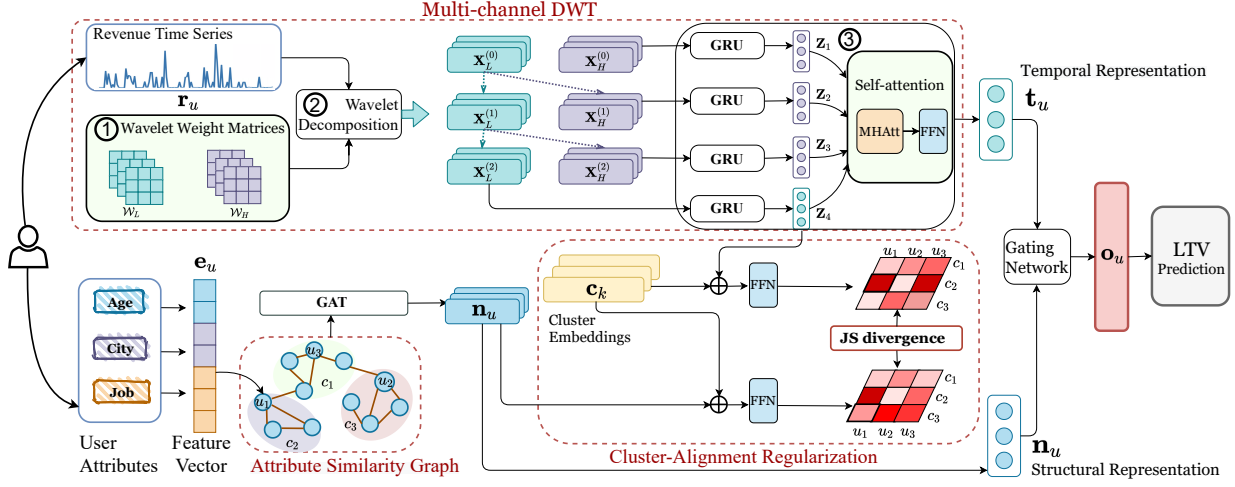 Multi-channel DWT
Revenue Time Series
r_u
① Wavelet Weight Matrices
W_L
W_H
② Wavelet
Decomposition
X_L^(0)
X_H^(0)
X_L^(1)
X_H^(1)
X_L^(2)
X_H^(2)
GRU
GRU
GRU
GRU
z_1
z_2
z_3
z_4
③
Self-attention
MHAtt
FFN
Temporal Representation
t_u
Gating
Network
o_u
LTV
Prediction
e_u
Age
City
Job
User
Attributes
Feature
Vector
GAT
n_u
u_3
c_1
u_2
u_1
c_3
c_2
Attribute Similarity Graph
c_k
Cluster
Embeddings
FFN
u_1 u_2 u_3
c_1
c_2
c_3
JS divergence
FFN
c_1
c_2
c_3
u_1 u_2 u_3
Cluster-Alignment Regularization
n_u
Structural Representation